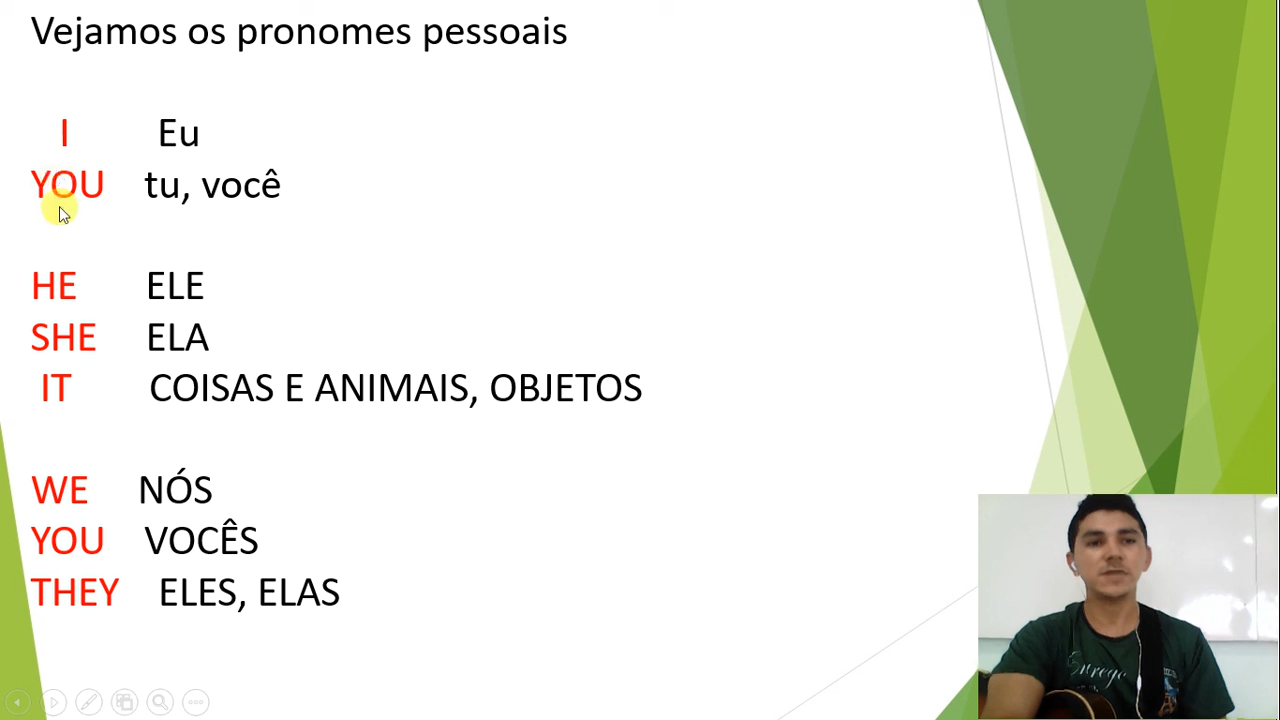 Vejamos os pronomes pessoais
I Eu
YOU tu, você
HE ELE
SHE ELA
IT COISAS E ANIMAIS, OBJETOS
WE NÓS
YOU VOCÊS
THEY ELES, ELAS